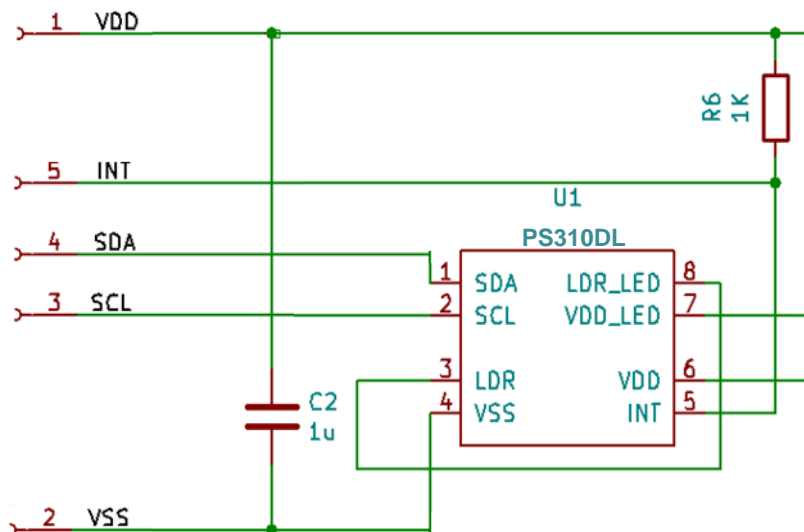 1 VDD
R6
1K
5 INT
U1
4 SDA
PS310DL
1 SDA LDR_LED 8
3 SCL
2 SCL VDD_LED 7
3 LDR VDD 6
4 VSS INT 5
C2
1u
2 VSS